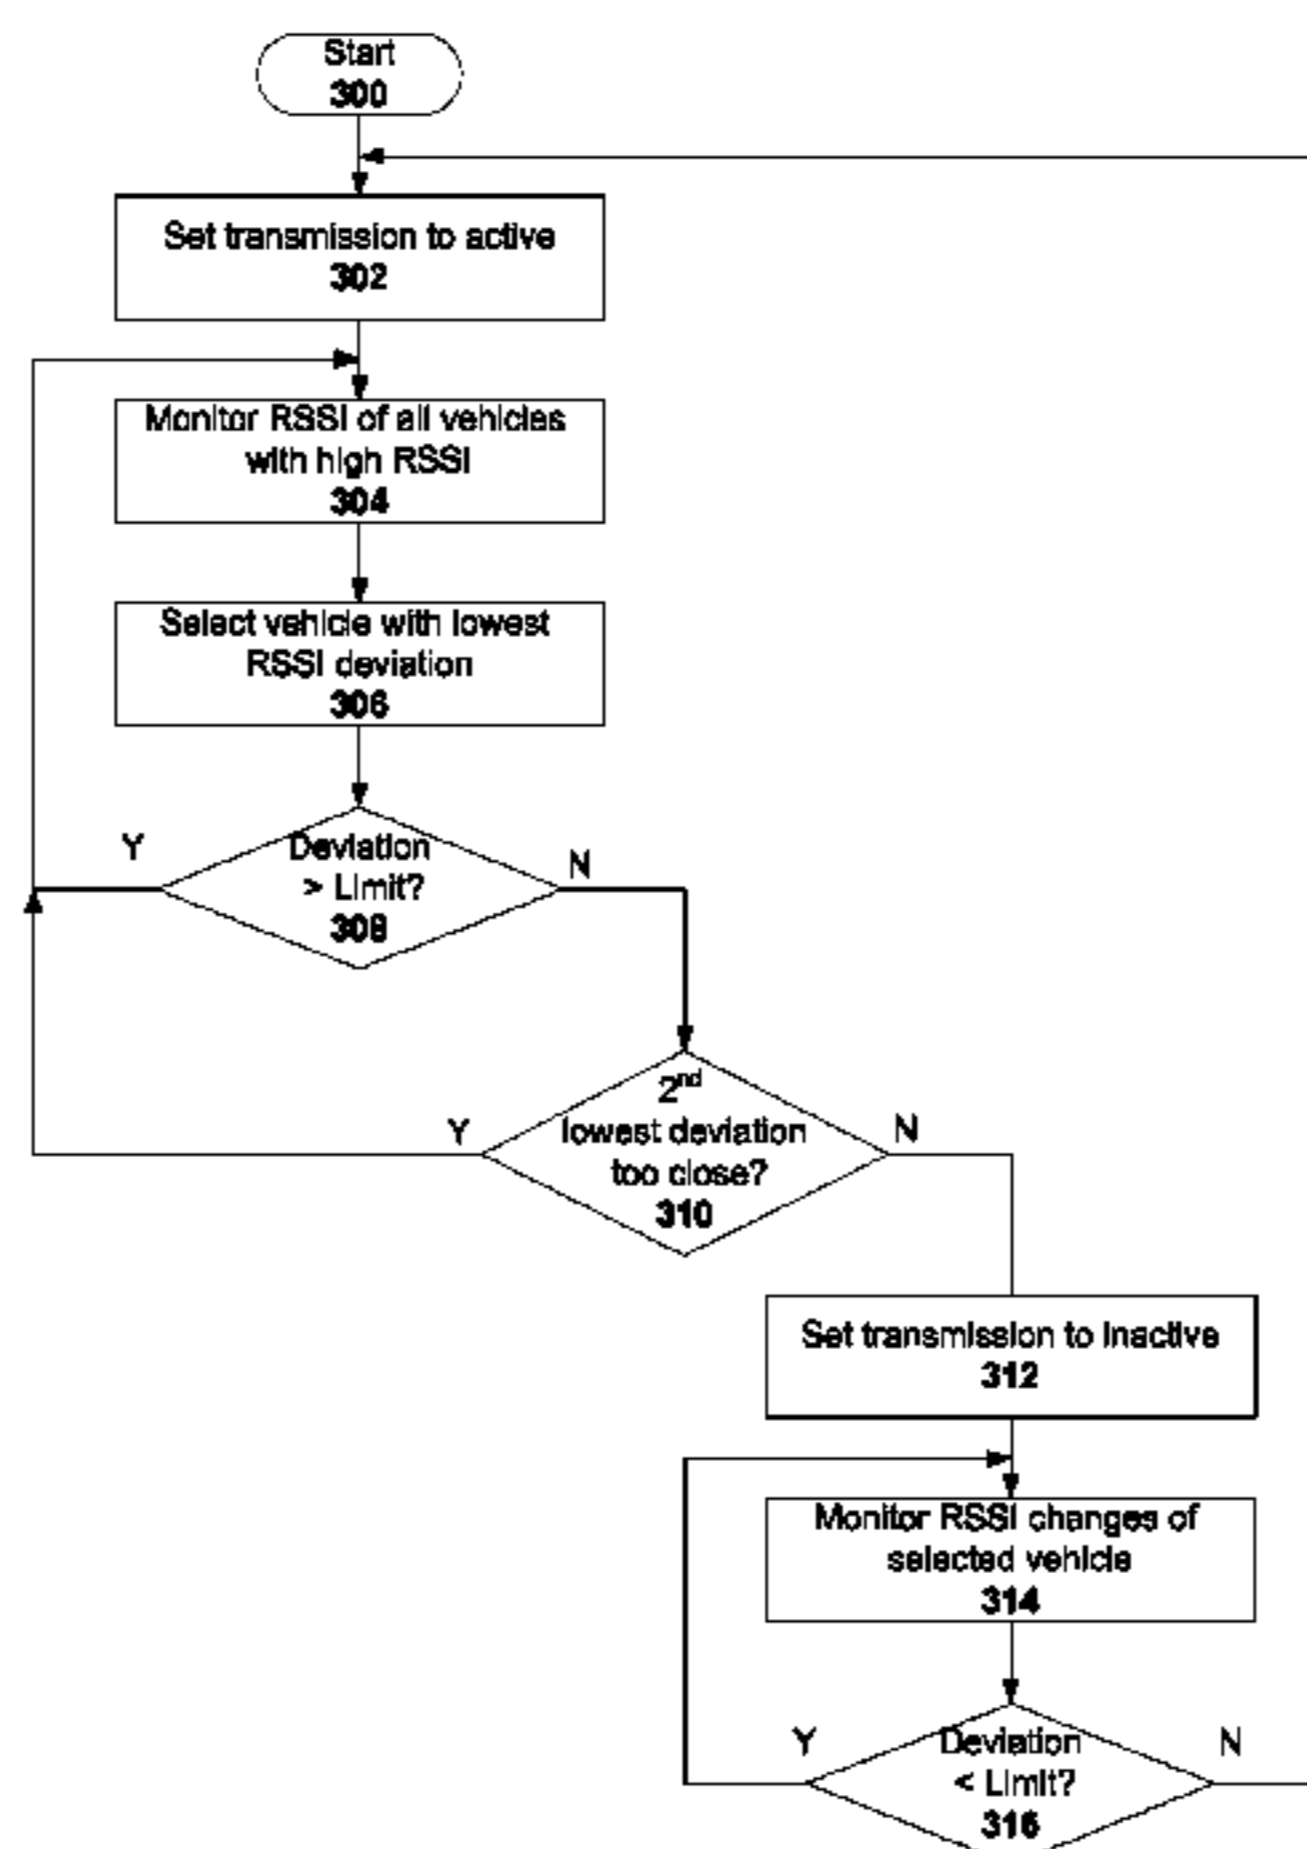 Start
300
Set transmission to active
302
Monitor RSSI of all vehicles
with high RSSI
304
Select vehicle with lowest
RSSI deviation
306
Y
Deviation
> Limit?
308
N
2nd
lowest deviation
too close?
310
Y
N
Set transmission to inactive
312
Monitor RSSI changes of
selected vehicle
314
Y
Deviation
< Limit?
316
N